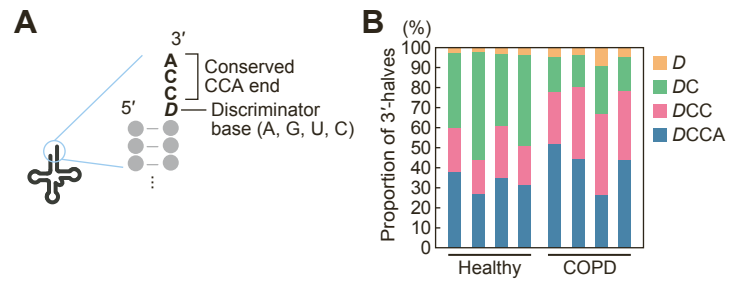 A
3′
A
C
C
D
Conserved
CCA end
5′
Discriminator
base (A, G, U, C)
B
(%)
Proportion of 3′-halves
100
90
80
70
60
50
40
30
20
10
0
Healthy
COPD
D
DC
DCC
DCCA